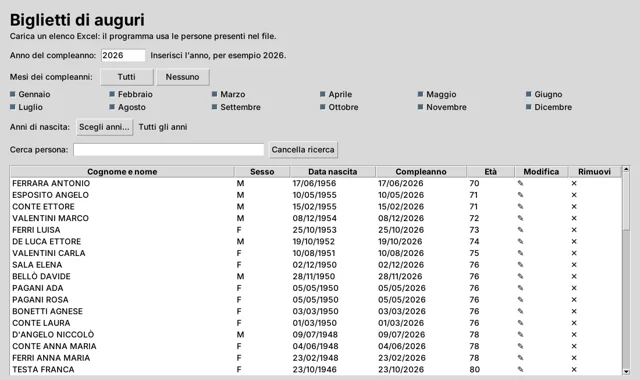 Biglietti di auguri
Carica un elenco Excel: il programma usa le persone presenti nel file.
Anno del compleanno: 2026 Inserisci l'anno, per esempio 2026.
Mesi dei compleanni: Tutti Nessuno
Gennaio Febbraio Marzo Aprile Maggio Giugno
Luglio Agosto Settembre Ottobre Novembre Dicembre
Anni di nascita: Scegli anni... Tutti gli anni
Cerca persona: Cancella ricerca
Cognome e nome Sesso Data nascita Compleanno Età Modifica Rimuovi
FERRARA ANTONIO M 17/06/1956 17/06/2026 70 ✎ ×
ESPOSITO ANGELO M 10/05/1955 10/05/2026 71 ✎ ×
CONTE ETTORE M 15/02/1955 15/02/2026 71 ✎ ×
VALENTINI MARCO M 08/12/1954 08/12/2026 72 ✎ ×
FERRI LUISA F 25/10/1953 25/10/2026 73 ✎ ×
DE LUCA ETTORE M 19/10/1952 19/10/2026 74 ✎ ×
VALENTINI CARLA F 10/08/1951 10/08/2026 75 ✎ ×
SALA ELENA F 02/12/1950 02/12/2026 76 ✎ ×
BELLÒ DAVIDE M 28/11/1950 28/11/2026 76 ✎ ×
PAGANI ADA F 05/05/1950 05/05/2026 76 ✎ ×
PAGANI ROSA F 05/05/1950 05/05/2026 76 ✎ ×
BONETTI AGNESE F 03/03/1950 03/03/2026 76 ✎ ×
CONTE LAURA F 01/03/1950 01/03/2026 76 ✎ ×
D'ANGELO NICCOLÒ M 09/07/1948 09/07/2026 78 ✎ ×
CONTE ANNA MARIA F 04/06/1948 04/06/2026 78 ✎ ×
FERRI ANNA MARIA F 23/02/1948 23/02/2026 78 ✎ ×
TESTA FRANCA F 23/10/1946 23/10/2026 80 ✎ ×